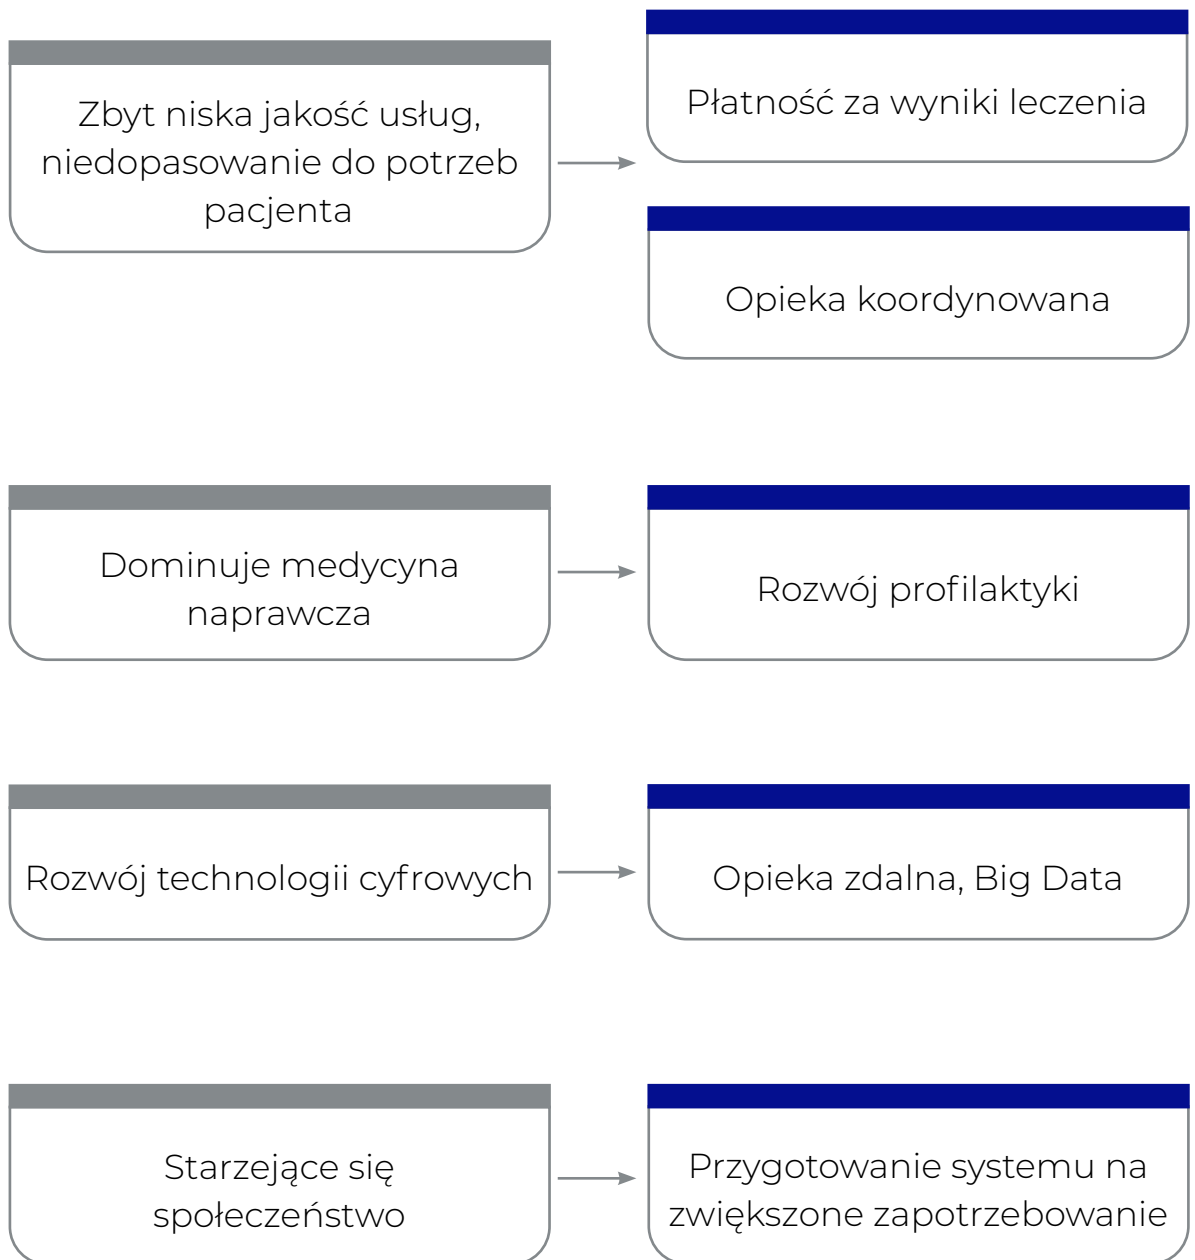 Zbyt niska jakość usług,
niedopasowanie do potrzeb
pacjenta
Płatność za wyniki leczenia
Opieka koordynowana
Dominuje medycyna
naprawcza
Rozwój profilaktyki
Rozwój technologii cyfrowych
Opieka zdalna, Big Data
Starzejące się
społeczeństwo
Przygotowanie systemu na
zwiększone zapotrzebowanie